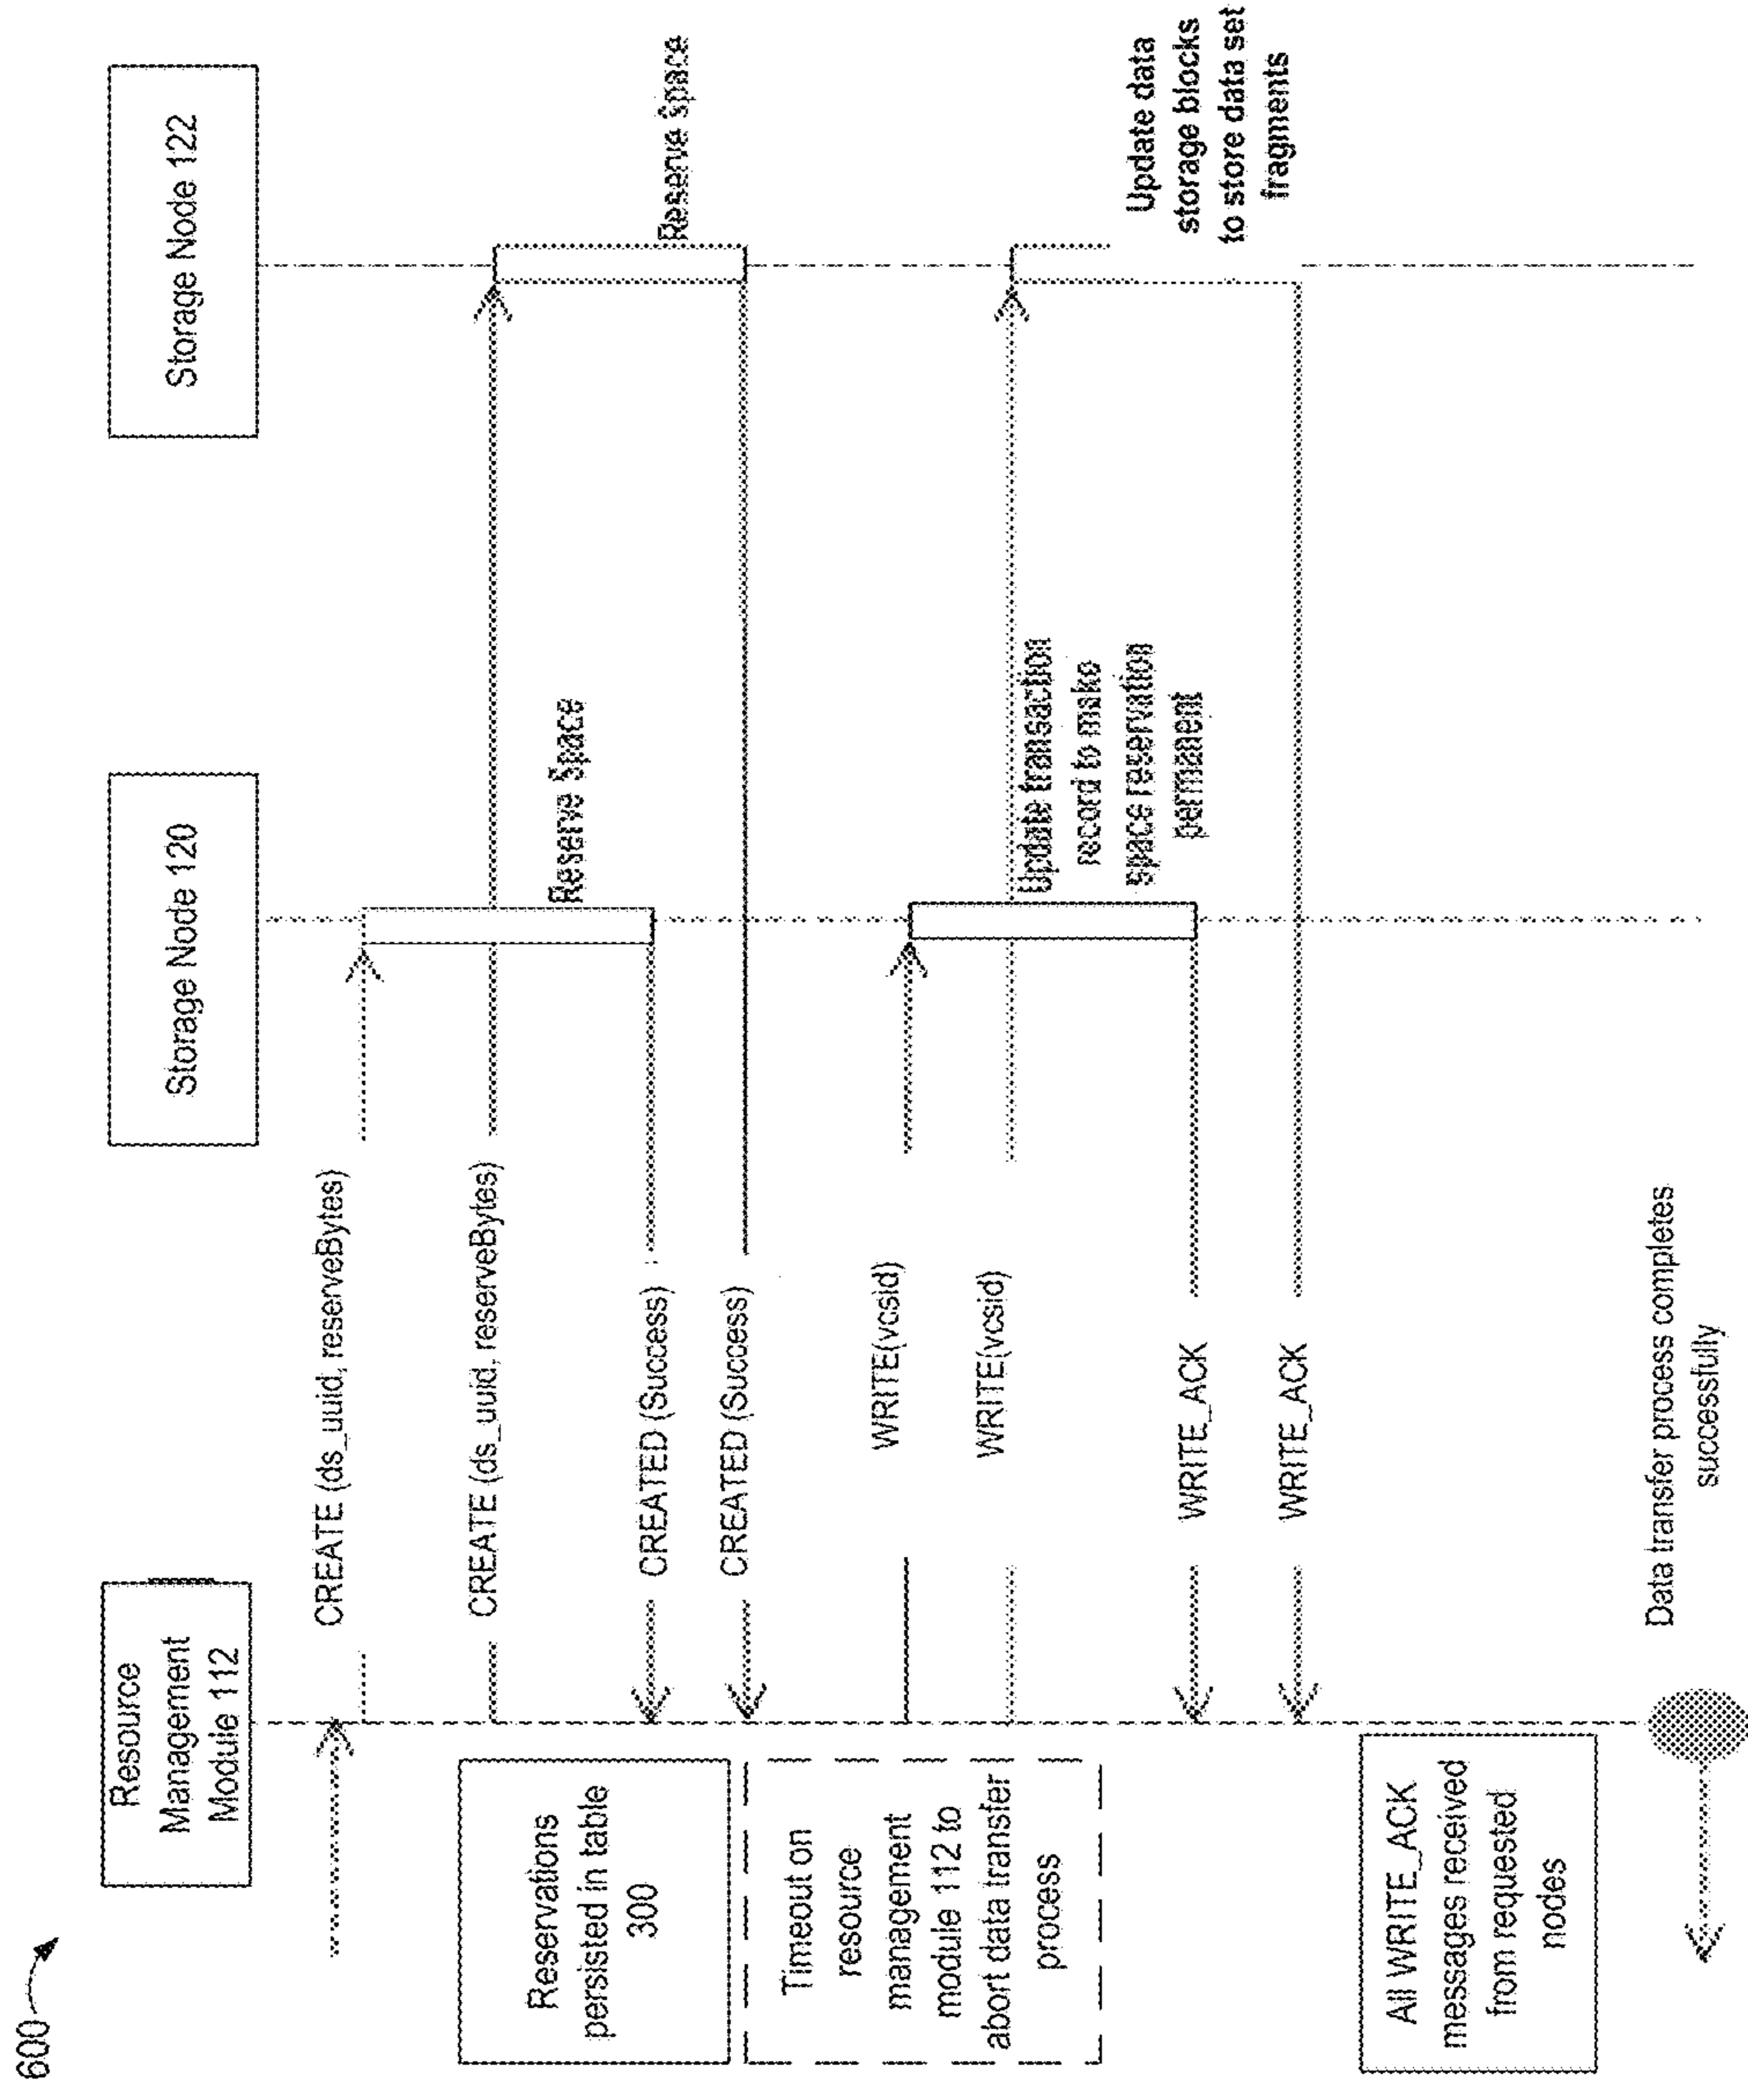 600
Resource
Management
Module 112
Storage Node 120
Storage Node 122
CREATE (ds_uuid, reserveBytes)
CREATE (ds_uuid, reserveBytes)
Reserve Space
Reserve Space
Reservations
persisted in table
300
CREATED (Success)
CREATED (Success)
Timeout on
resource
management
module 112 to
abort data transfer
process
WRITE(vcsid)
WRITE(vcsid)
Update transaction
record to make
space reservation
permanent
Update data
storage blocks
to store data set
fragments
WRITE_ACK
WRITE_ACK
All WRITE_ACK
messages received
from requested
nodes
Data transfer process completes
successfully